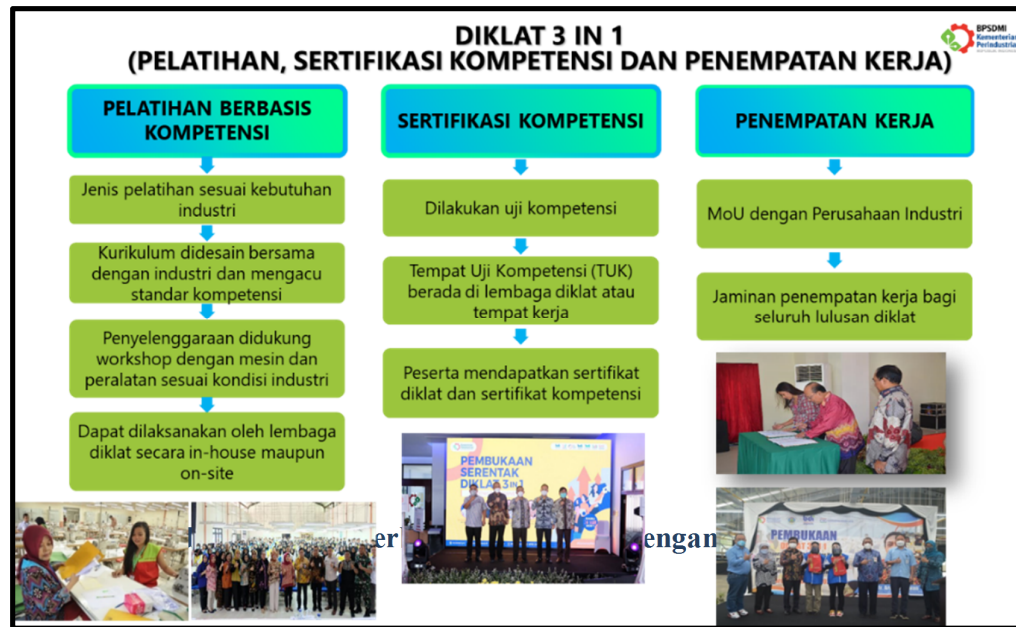 DIKLAT 3 IN 1
(PELATIHAN, SERTIFIKASI KOMPETENSI DAN PENEMPATAN KERJA)
BPSDMI
Kementerian
Perindustrian
PELATIHAN BERBASIS
KOMPETENSI
Jenis pelatihan sesuai kebutuhan
industri
Kurikulum didesain bersama
dengan industri dan mengacu
standar kompetensi
Penyelenggaraan didukung
workshop dengan mesin dan
peralatan sesuai kondisi industri
Dapat dilaksanakan oleh lembaga
diklat secara in-house maupun
on-site
SERTIFIKASI KOMPETENSI
Dilakukan uji kompetensi
Tempat Uji Kompetensi (TUK)
berada di lembaga diklat atau
tempat kerja
Peserta mendapatkan sertifikat
diklat dan sertifikat kompetensi
PEMBUKAAN
SERENTAK
DIKLAT 3 IN 1
PENEMPATAN KERJA
MoU dengan Perusahaan Industri
Jaminan penempatan kerja bagi
seluruh lulusan diklat
PEMBUKAAN